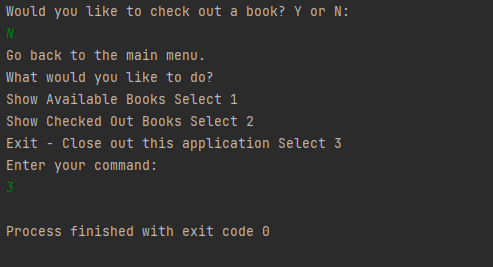 Would you like to check out a book? Y or N:
N
Go back to the main menu.
What would you like to do?
Show Available Books Select 1
Show Checked Out Books Select 2
Exit - Close out this application Select 3
Enter your command:
3
Process finished with exit code 0